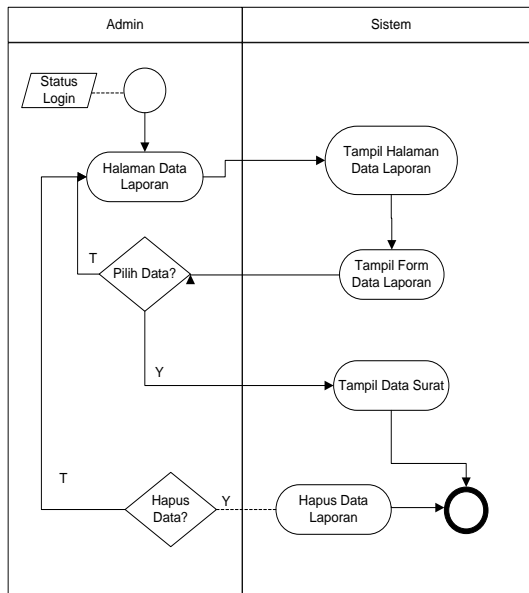 Admin
Sistem
Status
Login
Halaman Data
Laporan
Tampil Halaman
Data Laporan
T
Pilih Data?
Tampil Form
Data Laporan
Y
Tampil Data Surat
T
Hapus
Data?
Y
Hapus Data
Laporan